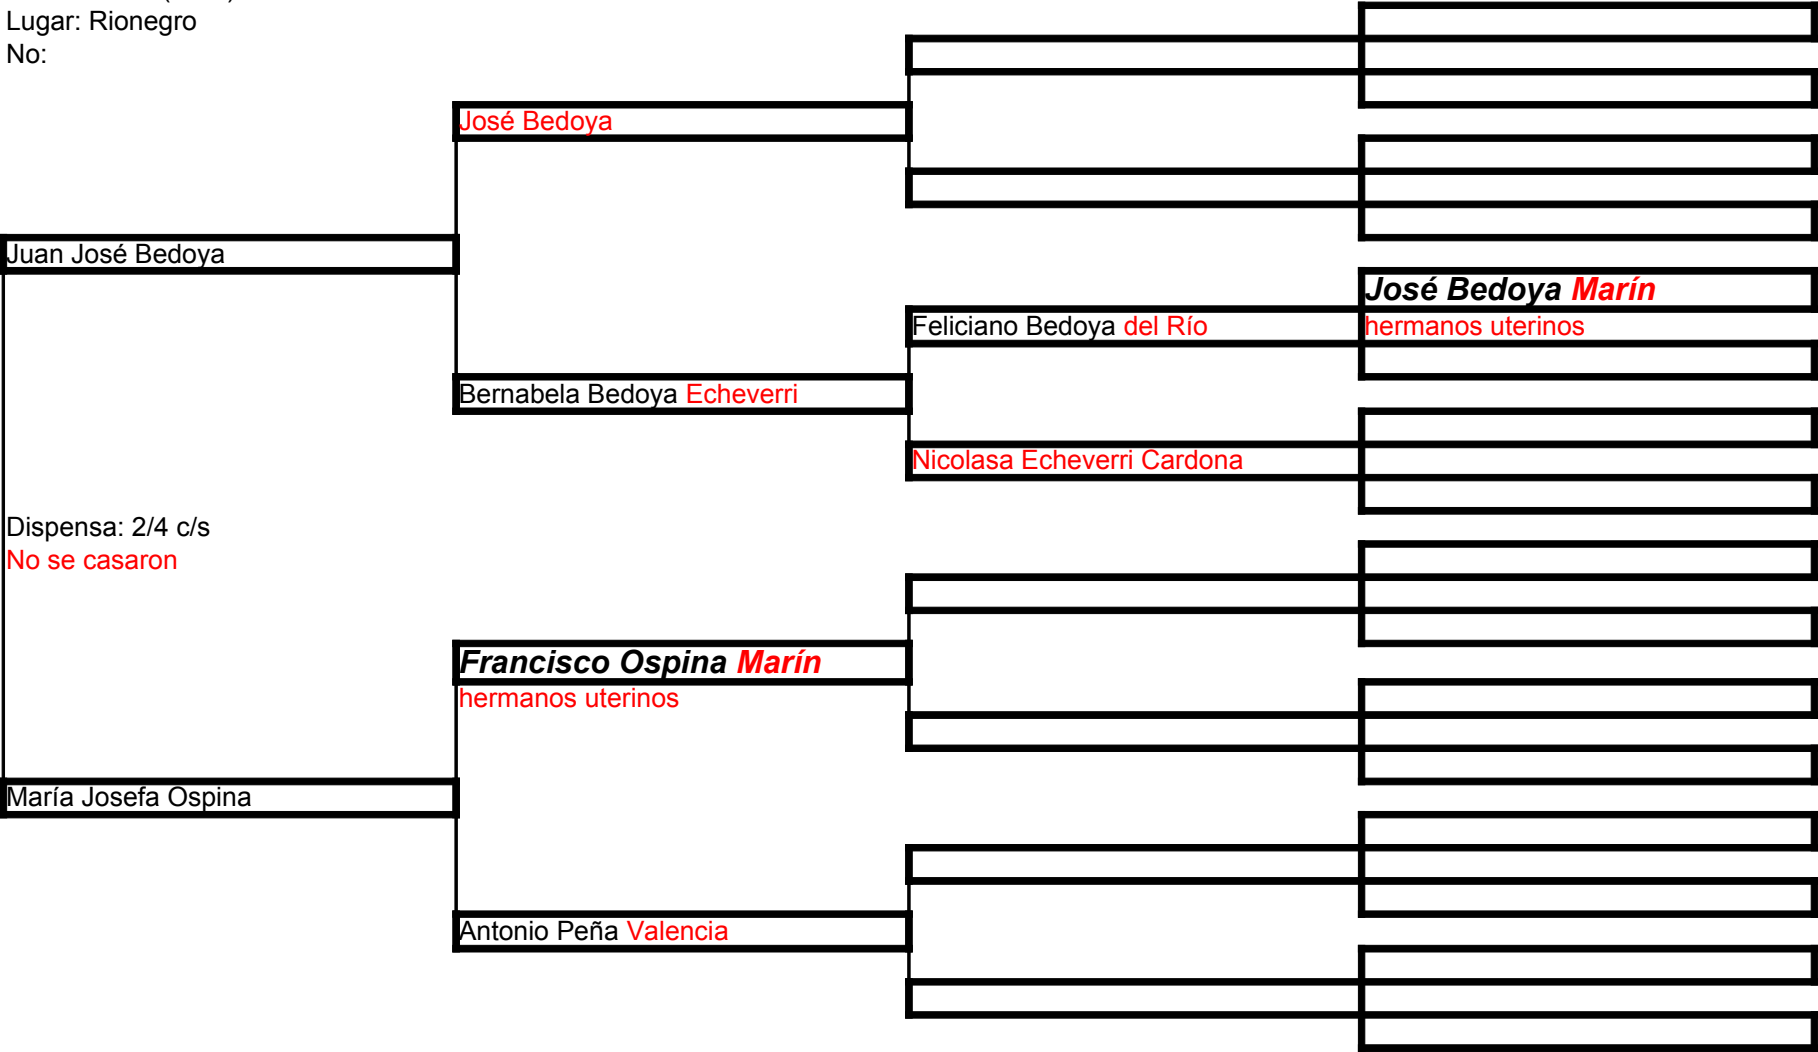 Lugar: Rionegro
No:
José Bedoya
Juan José Bedoya
José Bedoya Marín
Feliciano Bedoya del Río
hermanos uterinos
Bernabela Bedoya Echeverri
Nicolasa Echeverri Cardona
Dispensa: 2/4 c/s
No se casaron
Francisco Ospina Marín
hermanos uterinos
María Josefa Ospina
Antonio Peña Valencia